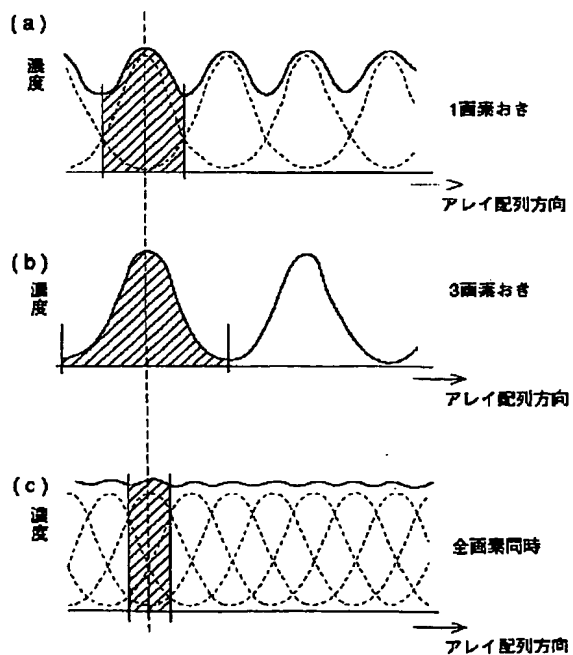 (a)
濃度
1画素おき
アレイ配列方向
(b)
濃度
3画素おき
アレイ配列方向
(c)
濃度
全画素同時
アレイ配列方向